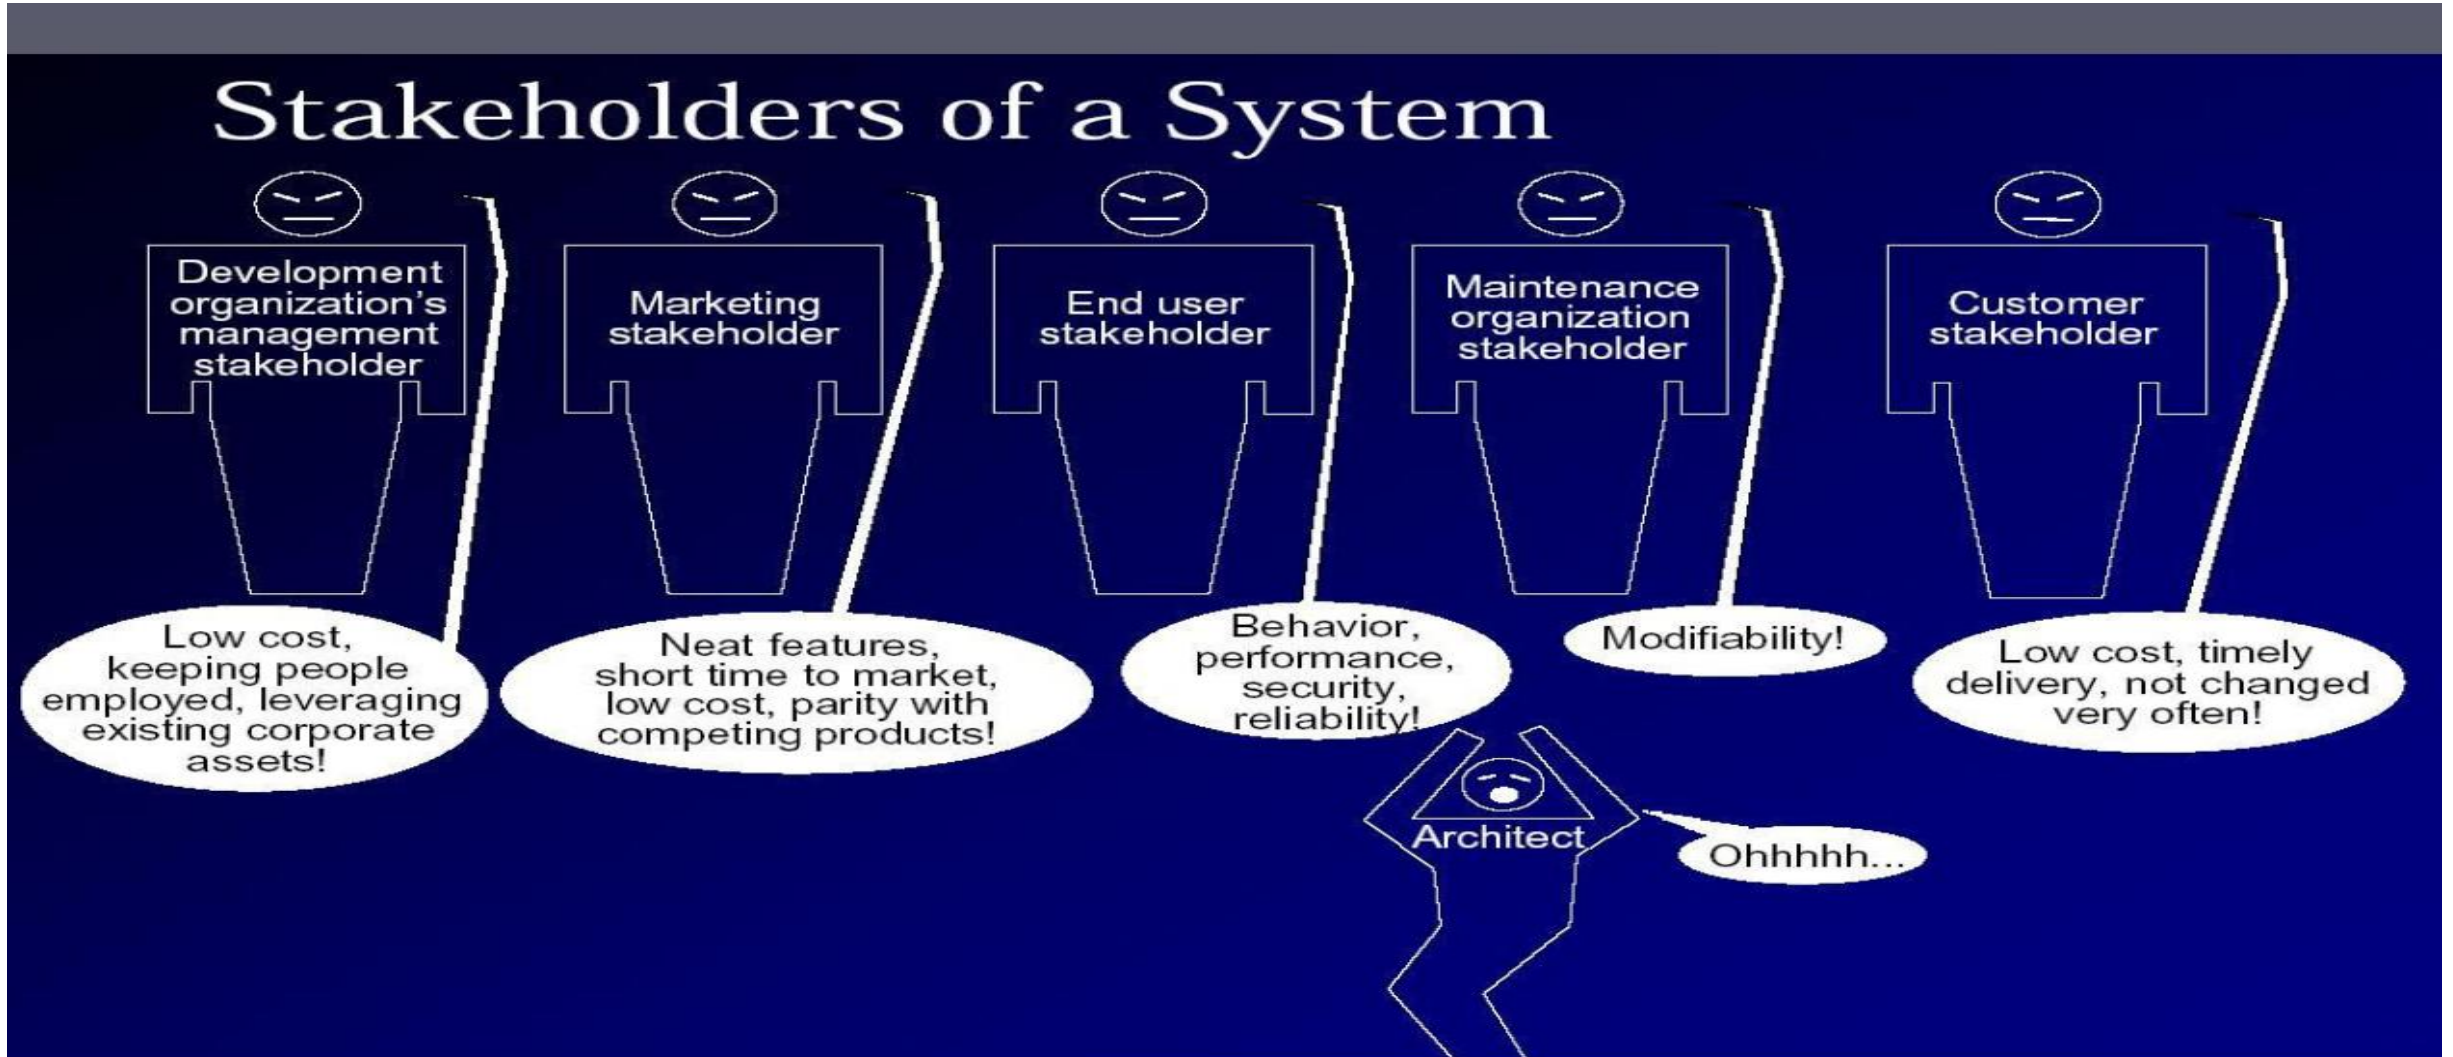 Stakeholders of a System
Development
organization's
management
stakeholder
Marketing
stakeholder
End user
stakeholder
Maintenance
organization
stakeholder
Customer
stakeholder
Low cost,
keeping people
employed, leveraging
existing corporate
assets!
Neat features,
short time to market,
low cost, parity with
competing products!
Behavior,
performance,
security,
reliability!
Modifiability!
Low cost, timely
delivery, not changed
very often!
Architect
Ohhhhh...